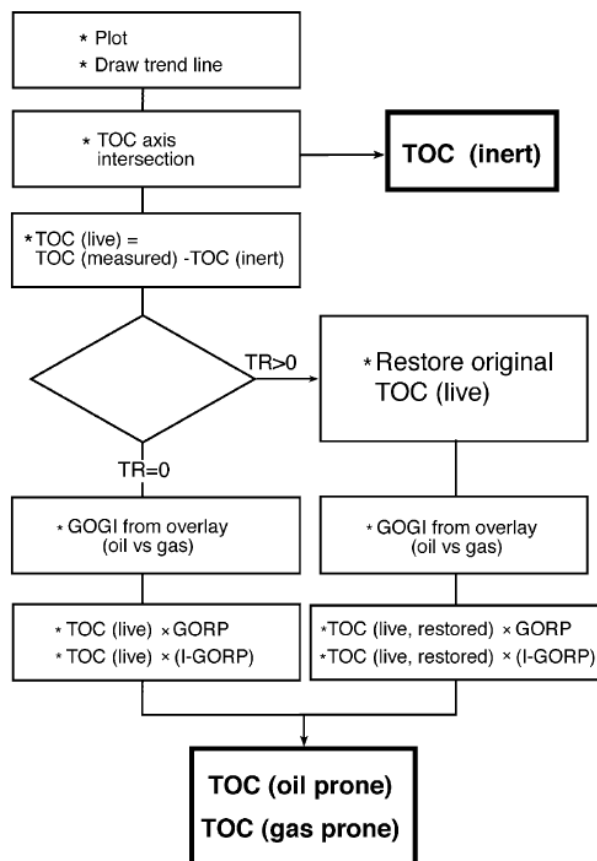 * Plot
* Draw trend line
* TOC axis
intersection
TOC (inert)
* TOC (live) =
TOC (measured) -TOC (inert)
TR>0
* Restore original
TOC (live)
TR=0
* GOGI from overlay
(oil vs gas)
* GOGI from overlay
(oil vs gas)
* TOC (live) × GORP
* TOC (live) × (I-GORP)
* TOC (live, restored) × GORP
* TOC (live, restored) × (I-GORP)
TOC (oil prone)
TOC (gas prone)